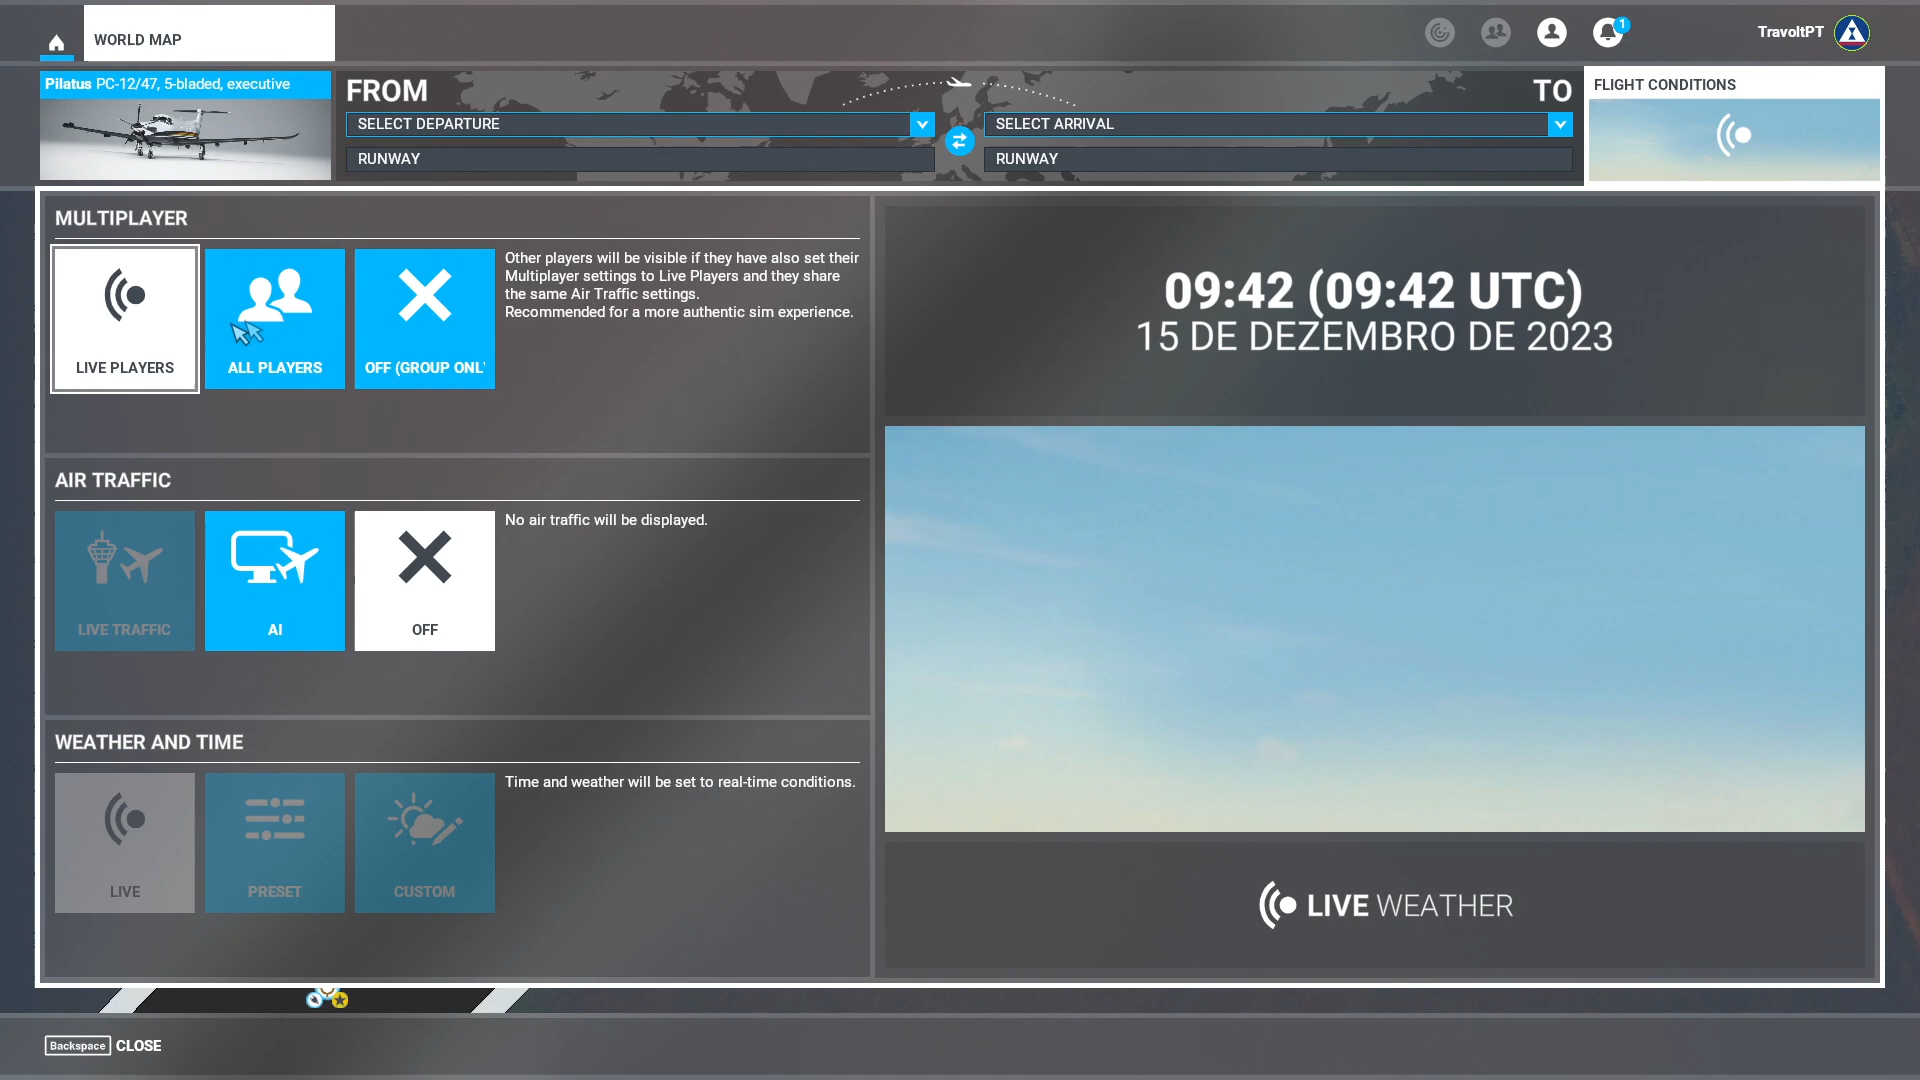 WORLD MAP
1
TravoltPT
Pilatus PC-12/47, 5-bladed, executive
FROM
TO
SELECT DEPARTURE
SELECT ARRIVAL
RUNWAY
RUNWAY
FLIGHT CONDITIONS
MULTIPLAYER
LIVE PLAYERS
ALL PLAYERS
OFF (GROUP ONL
Other players will be visible if they have also set their
Multiplayer settings to Live Players and they share
the same Air Traffic settings.
Recommended for a more authentic sim experience.
AIR TRAFFIC
LIVE TRAFFIC
AI
OFF
No air traffic will be displayed.
WEATHER AND TIME
LIVE
PRESET
CUSTOM
Time and weather will be set to real-time conditions.
09:42 (09:42 UTC)
15 DE DEZEMBRO DE 2023
LIVE WEATHER
Backspace CLOSE